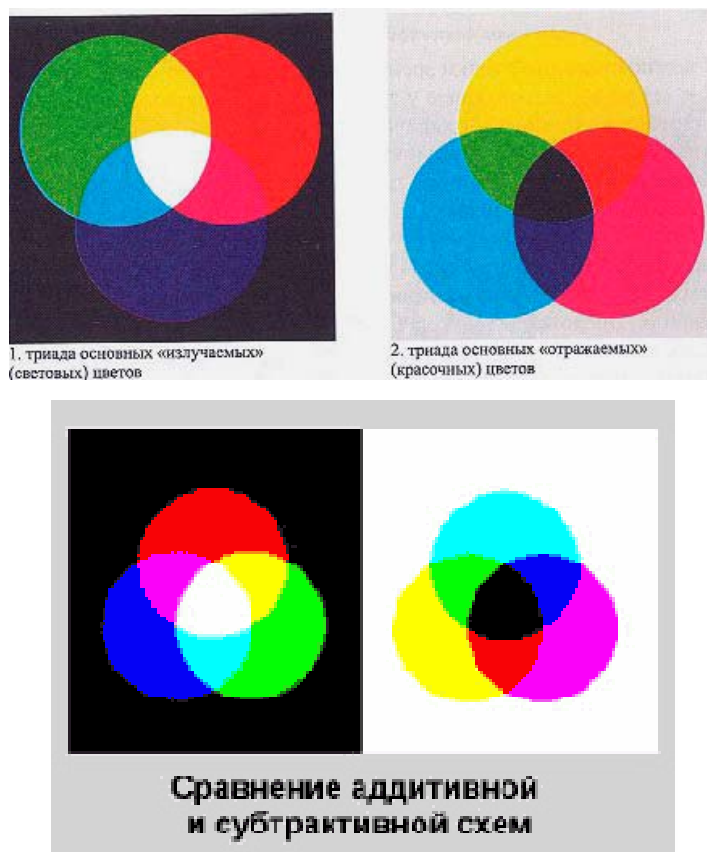 1. триада основных «излучаемых»
(световых) цветов
2. триада основных «отражаемых»
(красочных) цветов
Сравнение аддитивной
и субтрактивной схем